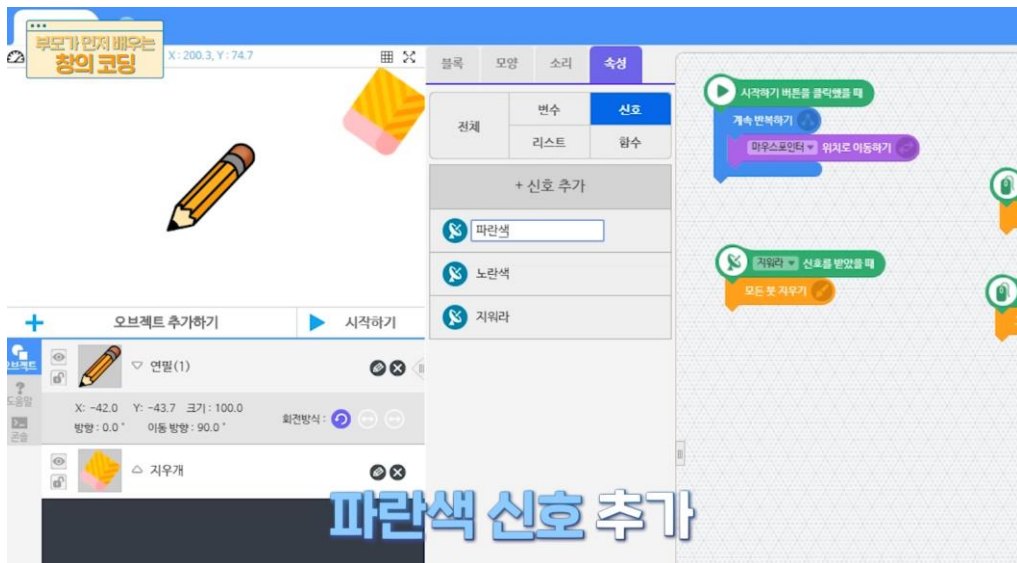 부모가 먼저 배우는
창의 코딩
X : 200.3, Y : 74.7
블록 모양 소리 속성
전체 변수 신호
리스트 함수
+ 신호 추가
파란색
노란색
지워라
시작하기 버튼을 클릭했을 때
계속 반복하기
마우스포인터 위치로 이동하기
지워라 신호를 받았을 때
모든 붓 지우기
+ 오브젝트 추가하기 시작하기
오브젝트
도움말
콘솔
연필(1)
X: -42.0 Y: -43.7 크기 : 100.0
방향 : 0.0˚ 이동 방향 : 90.0˚
회전방식 :
지우개
파란색 신호 추가